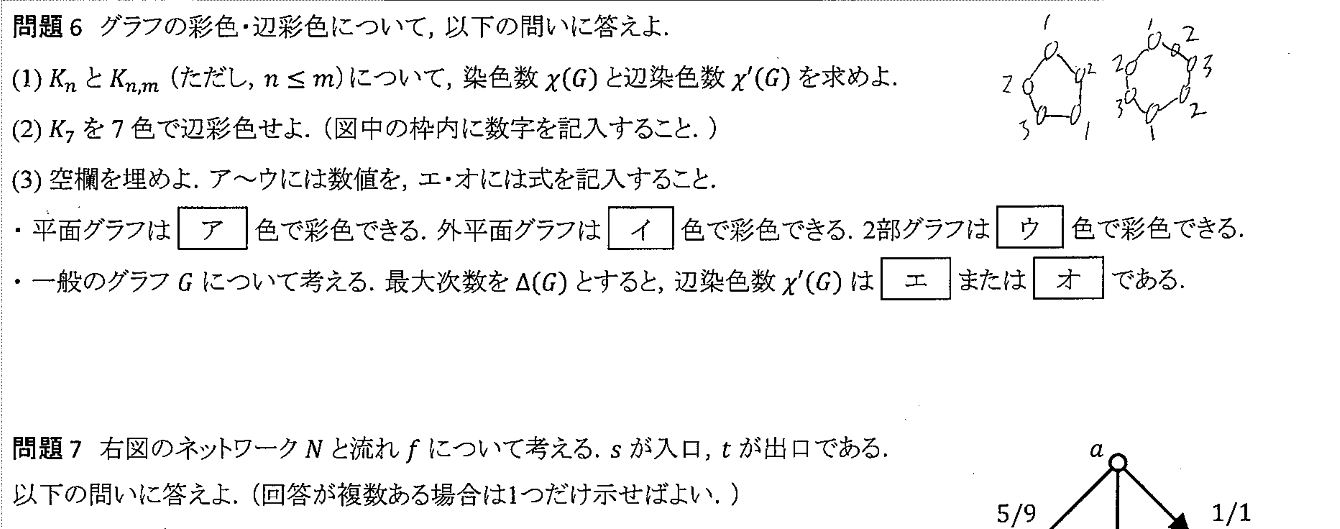 問題6 グラフの彩色・辺彩色について, 以下の問いに答えよ.
(1) Kₙ と Kₙ,ₘ (ただし, n ≤ m)について, 染色数 χ(G) と辺染色数 χ′(G) を求めよ.
(2) K₇ を 7 色で辺彩色せよ. (図中の枠内に数字を記入すること. )
(3) 空欄を埋めよ. ア～ウには数値を, エ・オには式を記入すること.
・平面グラフは ア 色で彩色できる. 外平面グラフは イ 色で彩色できる. 2部グラフは ウ 色で彩色できる.
・一般のグラフ G について考える. 最大次数を Δ(G) とすると, 辺染色数 χ′(G) は エ または オ である.
1 2 2 3 1
1 2 2 3 3 2 1
問題7 右図のネットワーク N と流れ f について考える. s が入口, t が出口である.
以下の問いに答えよ. (回答が複数ある場合は1つだけ示せばよい. )
a
5/9 1/1